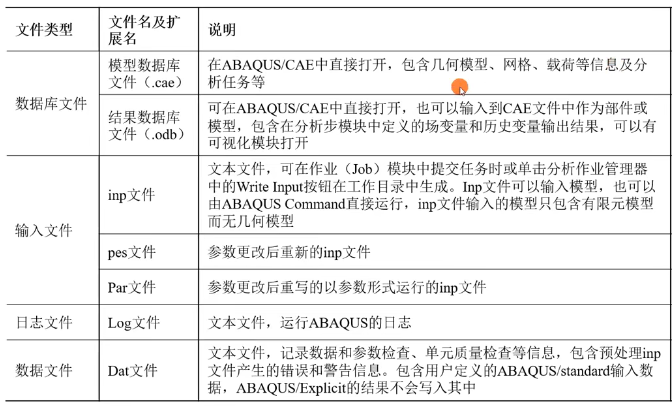 文件类型
文件名及扩
展名
说明
数据库文件
模型数据库
文件（.cae）
在ABAQUS/CAE中直接打开，包含几何模型、网格、载荷等信息及分
析任务等
结果数据库
文件（.odb）
可在ABAQUS/CAE中直接打开，也可以输入到CAE文件中作为部件或
模型，包含在分析步模块中定义的场变量和历史变量输出结果，可以有
可视化模块打开
输入文件
inp文件
文本文件，可在作业（Job）模块中提交任务时或单击分析作业管理器
中的Write Input按钮在工作目录中生成。Inp文件可以输入模型，也可以
由ABAQUS Command直接运行，inp文件输入的模型只包含有限元模型
而无几何模型
pes文件
参数更改后重新的inp文件
Par文件
参数更改后重写的以参数形式运行的inp文件
日志文件
Log文件
文本文件，运行ABAQUS的日志
数据文件
Dat文件
文本文件，记录数据和参数检查、单元质量检查等信息，包含预处理inp
文件产生的错误和警告信息。包含用户定义的ABAQUS/standard输入数
据，ABAQUS/Explicit的结果不会写入其中